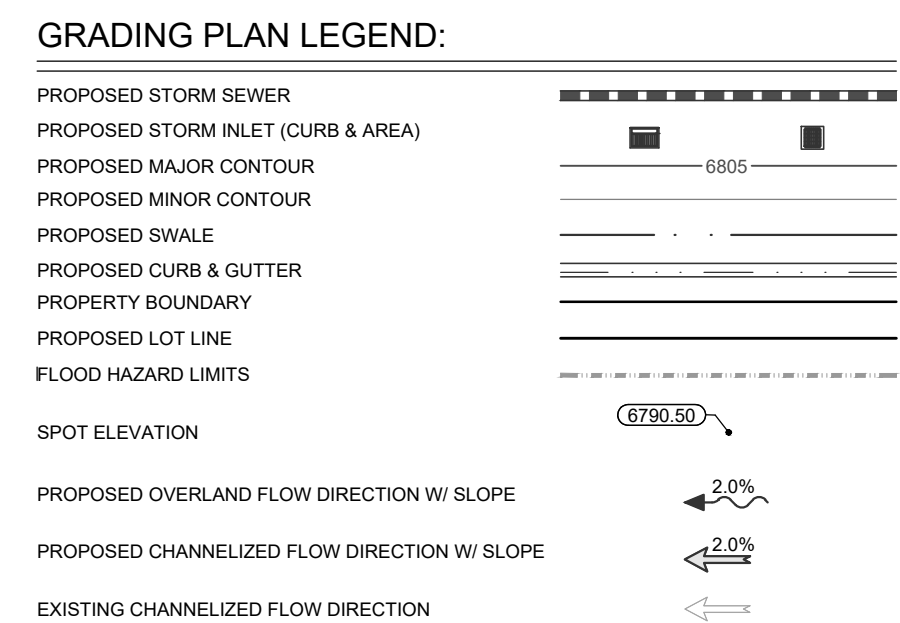 GRADING PLAN LEGEND:
PROPOSED STORM SEWER
PROPOSED STORM INLET (CURB & AREA)
PROPOSED MAJOR CONTOUR 6805
PROPOSED MINOR CONTOUR
PROPOSED SWALE
PROPOSED CURB & GUTTER
PROPERTY BOUNDARY
PROPOSED LOT LINE
FLOOD HAZARD LIMITS
SPOT ELEVATION 6790.50
PROPOSED OVERLAND FLOW DIRECTION W/ SLOPE 2.0%
PROPOSED CHANNELIZED FLOW DIRECTION W/ SLOPE 2.0%
EXISTING CHANNELIZED FLOW DIRECTION